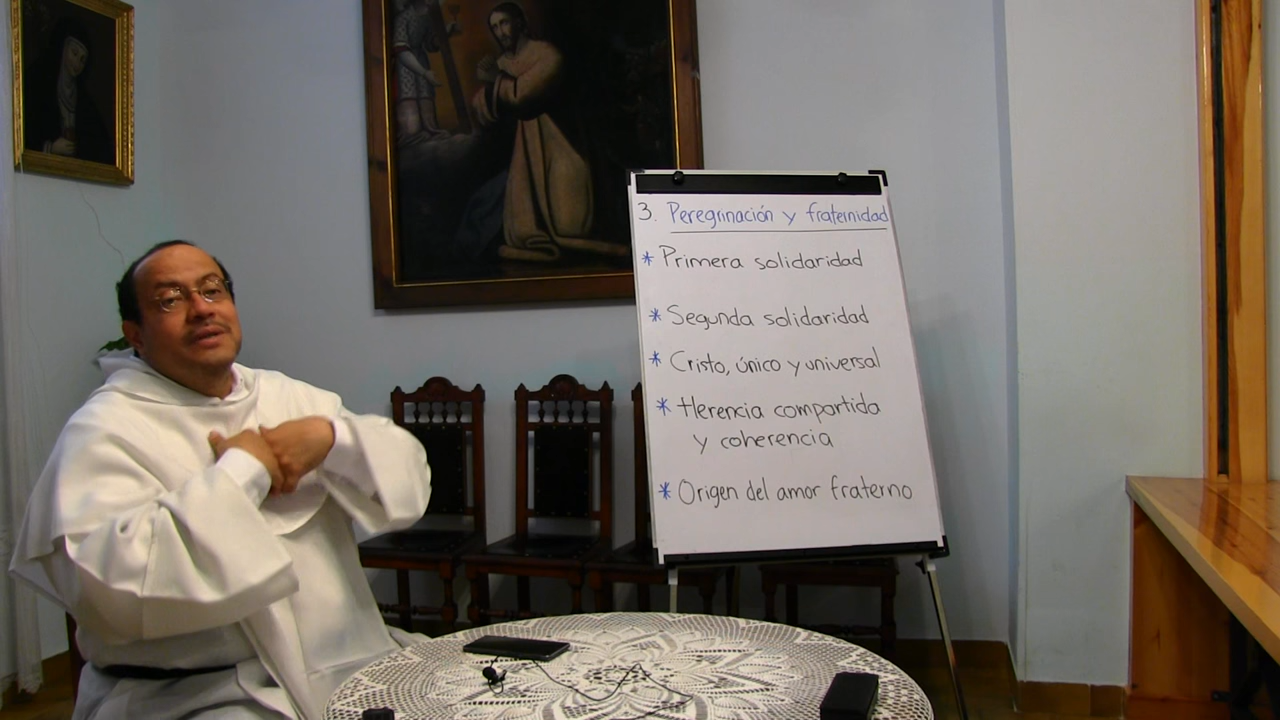 3. Peregrinación y fraternidad
* Primera solidaridad
* Segunda solidaridad
* Cristo, único y universal
* Herencia compartida
y coherencia
* Origen del amor fraterno